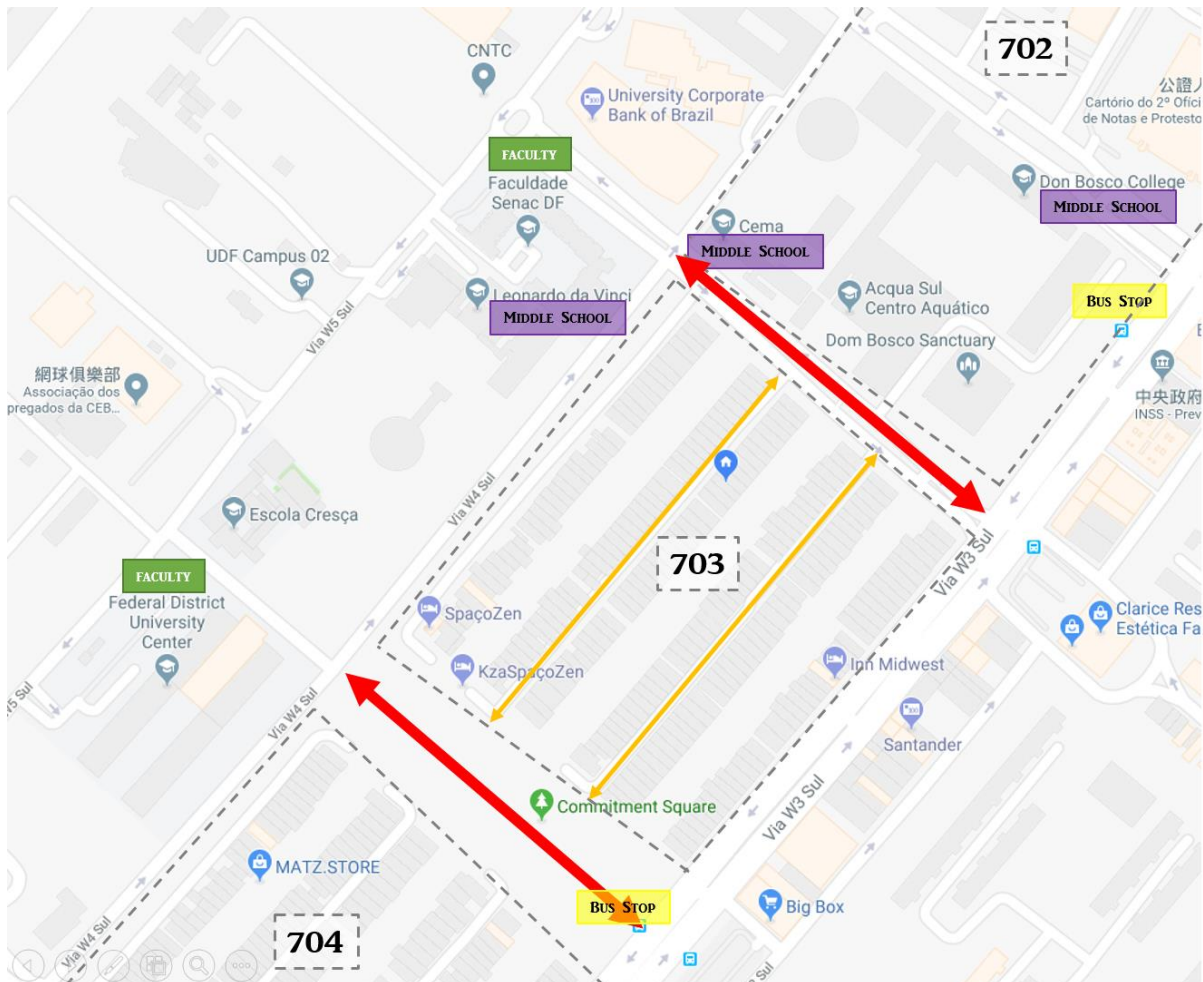 702
CNTC
University Corporate
Bank of Brazil
公證人
Cartório do 2º Ofíci
de Notas e Protesto
FACULTY
Faculdade
Senac DF
Don Bosco College
MIDDLE SCHOOL
Cema
MIDDLE SCHOOL
UDF Campus 02
Leonardo da Vinci
MIDDLE SCHOOL
Acqua Sul
Centro Aquático
BUS STOP
Via W5 Sul
Dom Bosco Sanctuary
網球俱樂部
Associação dos
pregados da CEB...
中央政府
INSS - Prev
Via W4 Sul
Escola Cresça
703
Via W3 Sul
FACULTY
Federal District
University
Center
SpaçoZen
Clarice Res
Estética Fa
KzaSpaçoZen
Inn Midwest
Via W4 Sul
Santander
Commitment Square
Via W3 Sul
MATZ.STORE
BUS STOP
Big Box
704
Via W4 Sul